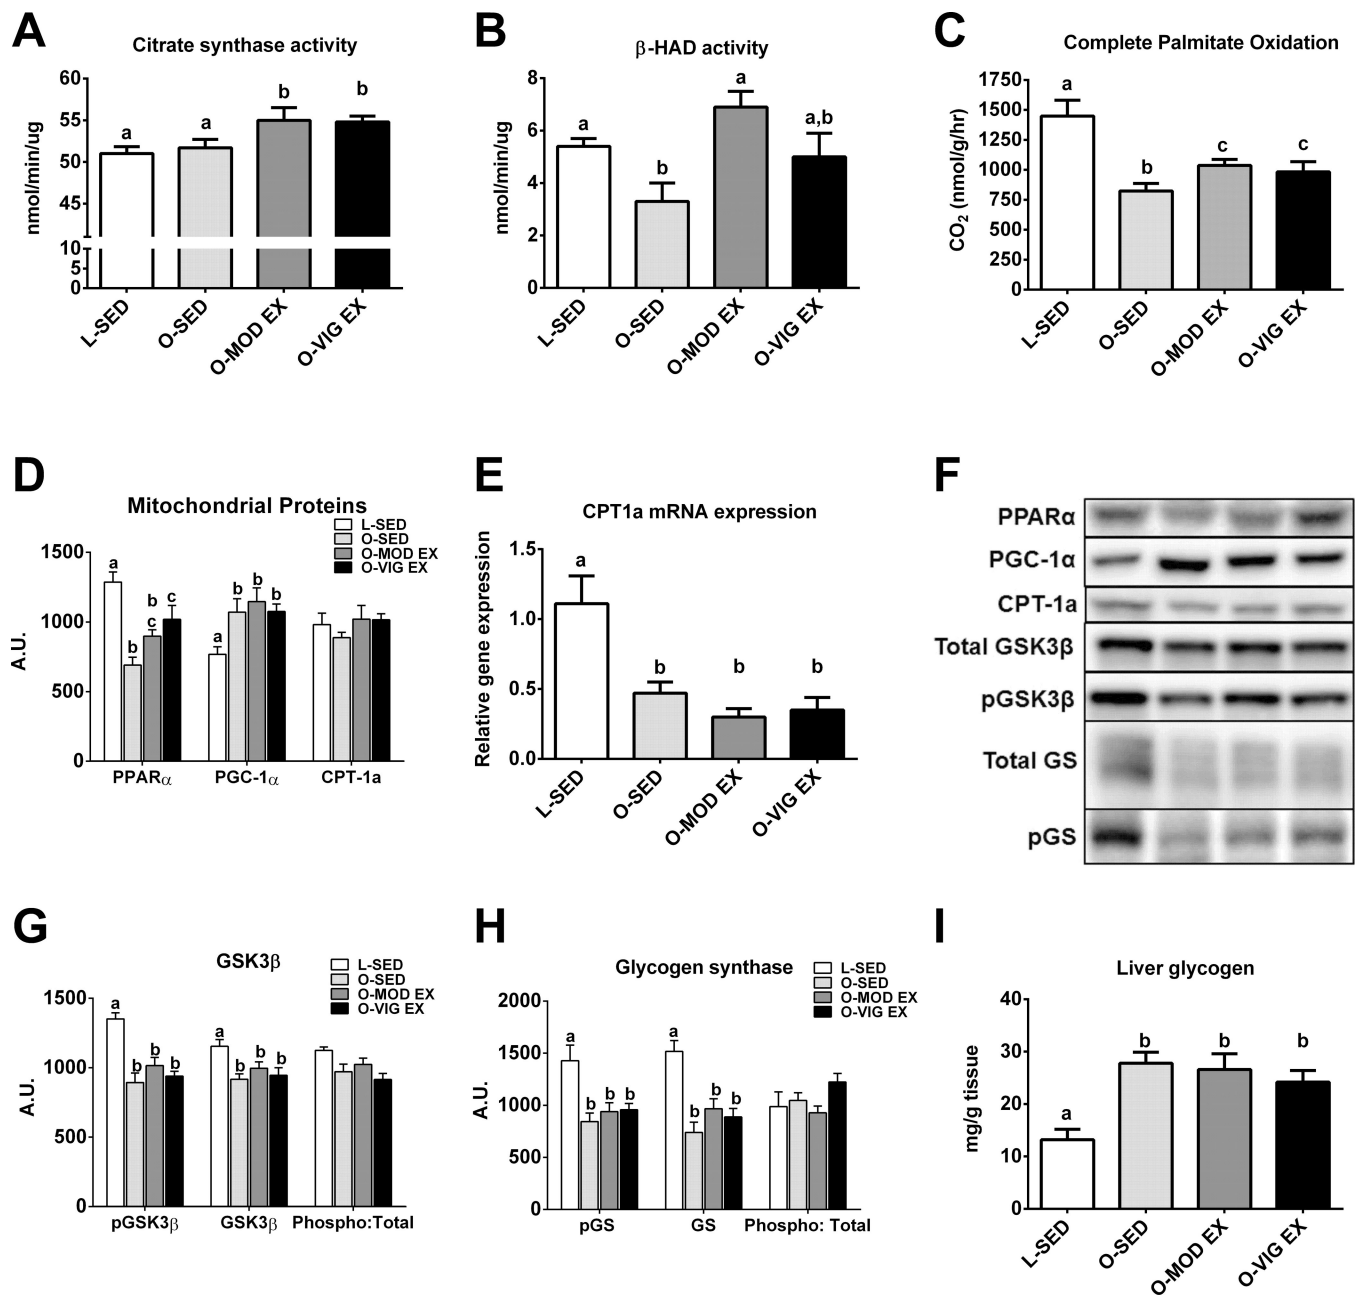 A
Citrate synthase activity
nmol/min/ug
60
55
50
45
10
5
0
a
a
b
b
L-SED
O-SED
O-MOD EX
O-VIG EX
B
β-HAD activity
nmol/min/ug
8
6
4
2
0
a
b
a
a,b
L-SED
O-SED
O-MOD EX
O-VIG EX
C
Complete Palmitate Oxidation
CO₂ (nmol/g/hr)
1750
1500
1250
1000
750
500
250
0
a
b
c
c
L-SED
O-SED
O-MOD EX
O-VIG EX
D
Mitochondrial Proteins
L-SED
O-SED
O-MOD EX
O-VIG EX
A.U.
1500
1000
500
0
a
b
b
c
c
a
b
b
b
PPARα
PGC-1α
CPT-1a
E
CPT1a mRNA expression
Relative gene expression
1.5
1.0
0.5
0.0
a
b
b
b
L-SED
O-SED
O-MOD EX
O-VIG EX
F
PPARα
PGC-1α
CPT-1a
Total GSK3β
pGSK3β
Total GS
pGS
G
GSK3β
L-SED
O-SED
O-MOD EX
O-VIG EX
A.U.
1500
1000
500
0
a
b
b
b
a
b
b
b
pGSK3β
GSK3β
Phospho:Total
H
Glycogen synthase
L-SED
O-SED
O-MOD EX
O-VIG EX
A.U.
2000
1500
1000
500
0
a
b
b
b
a
b
b
b
pGS
GS
Phospho: Total
I
Liver glycogen
mg/g tissue
40
30
20
10
0
a
b
b
b
L-SED
O-SED
O-MOD EX
O-VIG EX